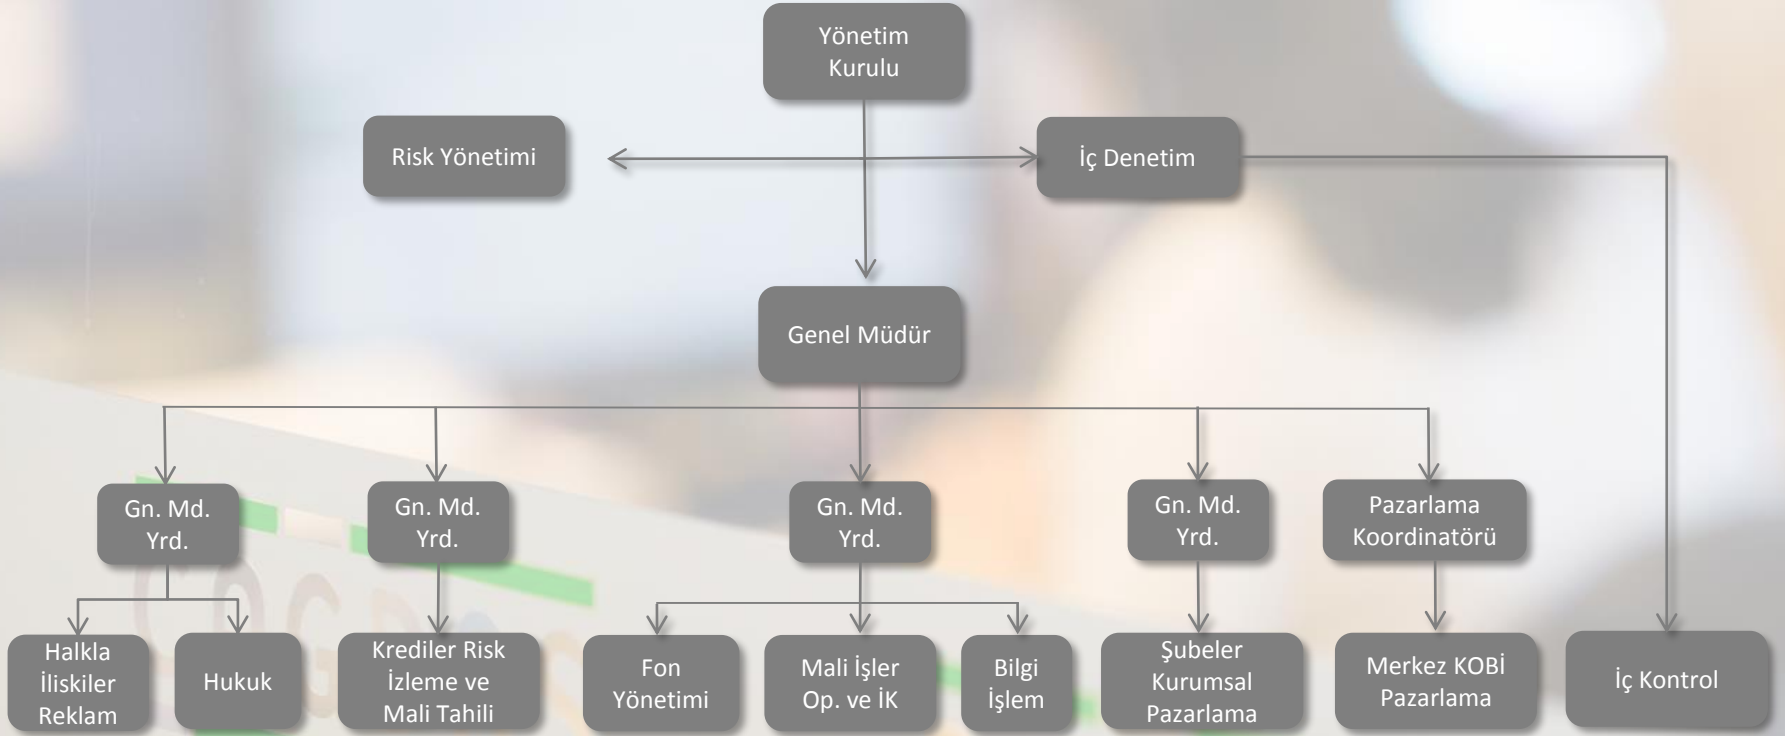 Yönetim
Kurulu
Risk Yönetimi
İç Denetim
Genel Müdür
Gn. Md.
Yrd.
Gn. Md.
Yrd.
Gn. Md.
Yrd.
Gn. Md.
Yrd.
Pazarlama
Koordinatörü
Halkla
İliskiler
Reklam
Hukuk
Krediler Risk
İzleme ve
Mali Tahili
Fon
Yönetimi
Mali İşler
Op. ve İK
Bilgi
İşlem
Şubeler
Kurumsal
Pazarlama
Merkez KOBİ
Pazarlama
İç Kontrol